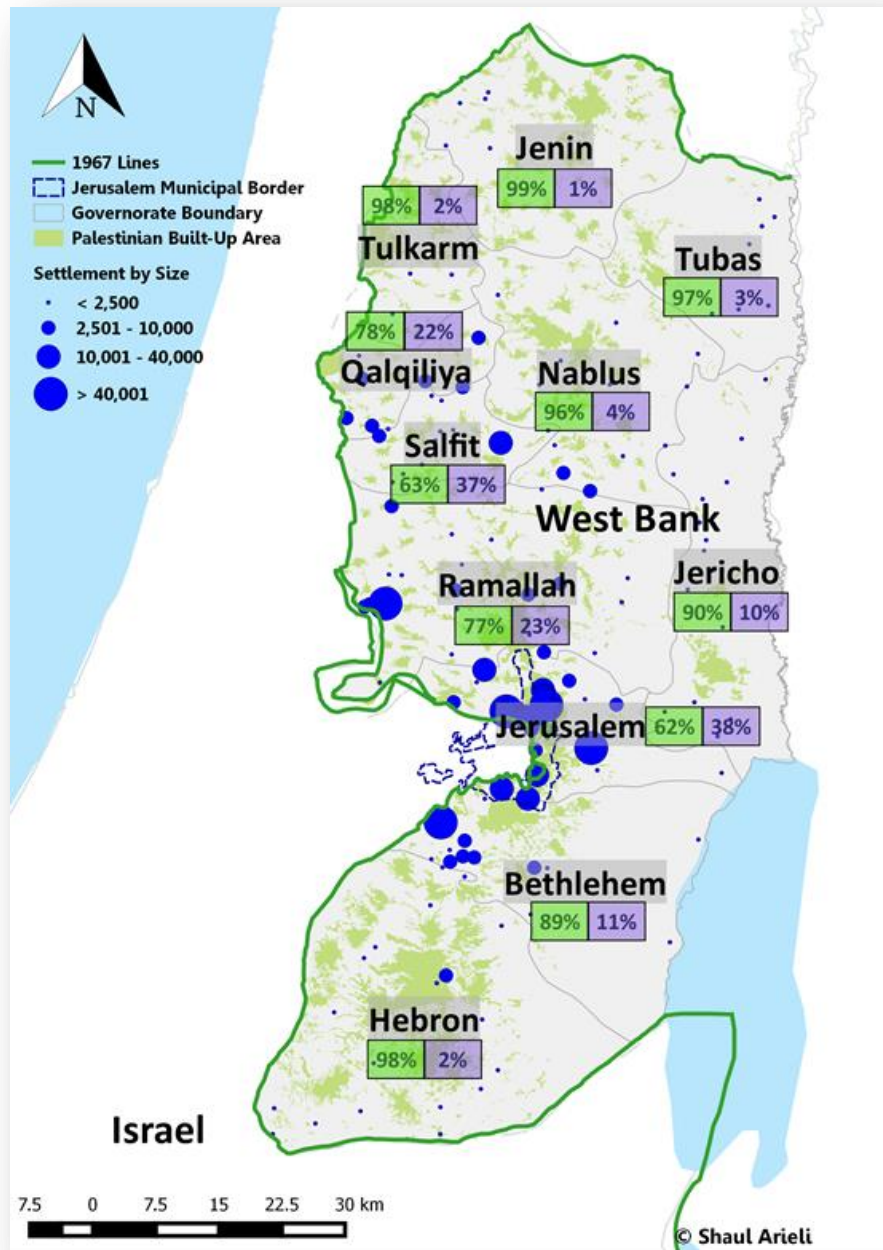 N
1967 Lines
Jerusalem Municipal Border
Governorate Boundary
Palestinian Built-Up Area
Settlement by Size
< 2,500
2,501 - 10,000
10,001 - 40,000
> 40,001
Jenin
99% 1%
98% 2%
Tulkarm
Tubas
97% 3%
78% 22%
Qalqiliya
Nablus
96% 4%
Salfit
63% 37%
West Bank
Ramallah
77% 23%
Jericho
90% 10%
Jerusalem 62% 38%
Bethlehem
89% 11%
Hebron
98% 2%
Israel
7.5 0 7.5 15 22.5 30 km
© Shaul Arieli